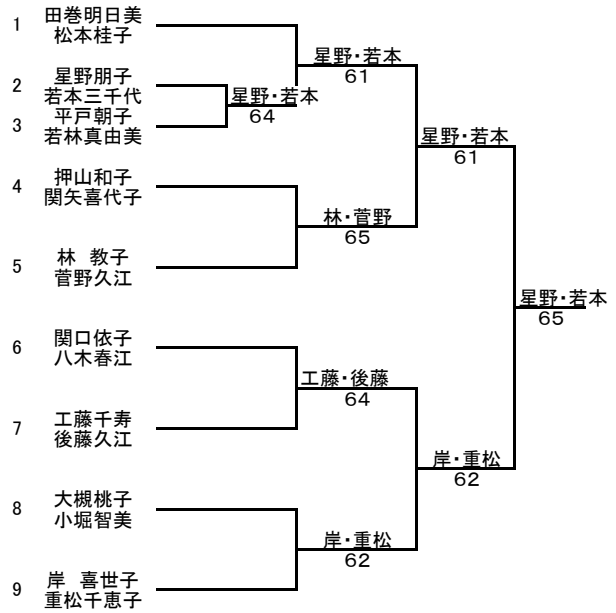 1 田巻明日美
松本桂子
星野・若本
61
2 星野朋子
若本三千代
星野・若本
64
3 平戸朝子
若林真由美
星野・若本
61
4 押山和子
関矢喜代子
林・菅野
65
5 林 教子
菅野久江
星野・若本
65
6 関口依子
八木春江
工藤・後藤
64
7 工藤千寿
後藤久江
岸・重松
62
8 大槻桃子
小堀智美
岸・重松
62
9 岸 喜世子
重松千恵子